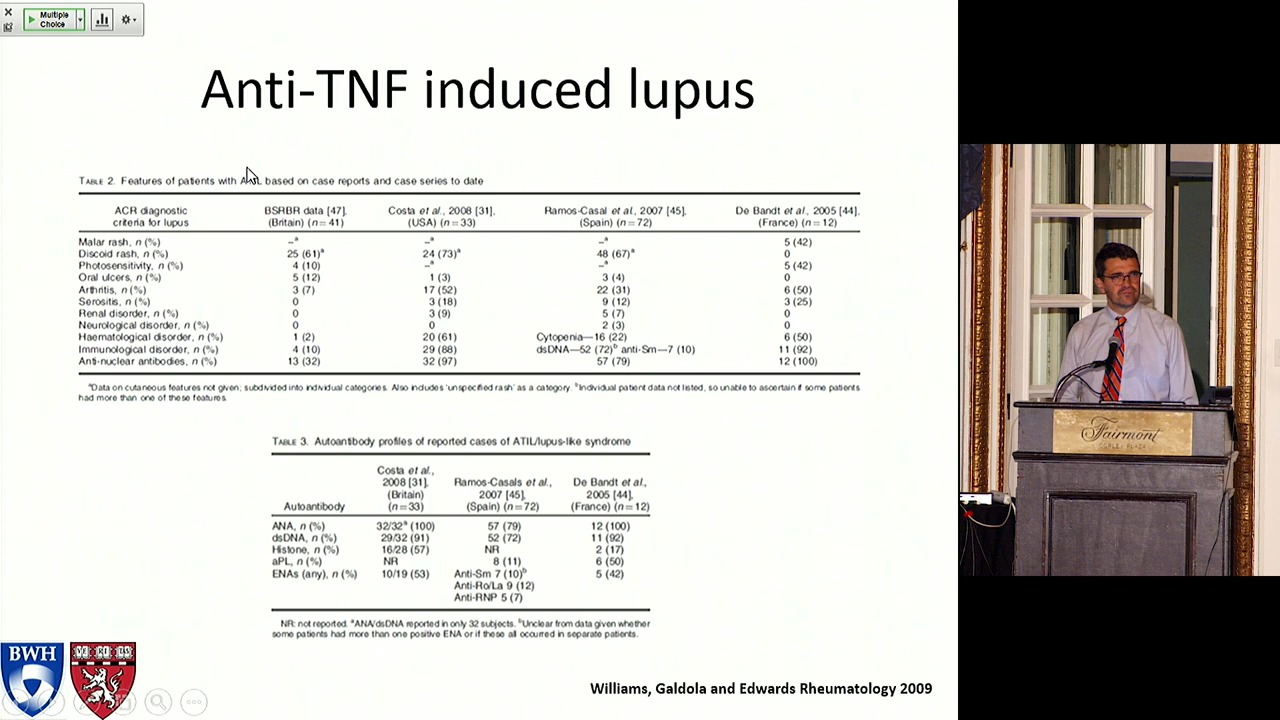 Multiple
Choice
Anti-TNF induced lupus
TABLE 2. Features of patients with based on case reports and case series to date
ACR diagnostic BSRBR data [47], Costa et al., 2008 [31], Ramos-Casal et al., 2007 [45], De Bandt et al., 2005 [44],
criteria for lupus (Britain) (n=41) (USA) (n=33) (Spain) (n=72) (France) (n=12)
Malar rash, n (%) –a –a –a 5 (42)
Discoid rash, n (%) 25 (61)a 24 (73)a 48 (67)a 0
Photosensitivity, n (%) 4 (10) –a –a 5 (42)
Oral ulcers, n (%) 5 (12) 1 (3) 3 (4) 0
Arthritis, n (%) 3 (7) 17 (52) 22 (31) 6 (50)
Serositis, n (%) 0 3 (18) 9 (12) 3 (25)
Renal disorder, n (%) 0 3 (9) 5 (7) 0
Neurological disorder, n (%) 0 0 2 (3) 0
Haematological disorder, n (%) 1 (2) 20 (61) Cytopenia—16 (22) 6 (50)
Immunological disorder, n (%) 4 (10) 29 (88) dsDNA—52 (72)b anti-Sm—7 (10) 11 (92)
Anti-nuclear antibodies, n (%) 13 (32) 32 (97) 57 (79) 12 (100)
aData on cutaneous features not given; subdivided into individual categories. Also includes 'unspecified rash' as a category. bIndividual patient data not listed, so unable to ascertain if some patients
had more than one of these features.
TABLE 3. Autoantibody profiles of reported cases of ATIL/lupus-like syndrome
Costa et al.,
2008 [31], Ramos-Casals et al., De Bandt et al.,
(Britain) 2007 [45], 2005 [44],
Autoantibody (n=33) (Spain) (n=72) (France) (n=12)
ANA, n (%) 32/32a (100) 57 (79) 12 (100)
dsDNA, n (%) 29/32 (91) 52 (72) 11 (92)
Histone, n (%) 16/28 (57) NR 2 (17)
aPL, n (%) NR 8 (11) 6 (50)
ENAs (any), n (%) 10/19 (53) Anti-Sm 7 (10)b 5 (42)
Anti-Ro/La 9 (12)
Anti-RNP 5 (7)
NR: not reported. aANA/dsDNA reported in only 32 subjects. bUnclear from data given whether
some patients had more than one positive ENA or if these all occurred in separate patients.
BWH
Williams, Galdola and Edwards Rheumatology 2009
Fairmont
COPLEY PLAZA